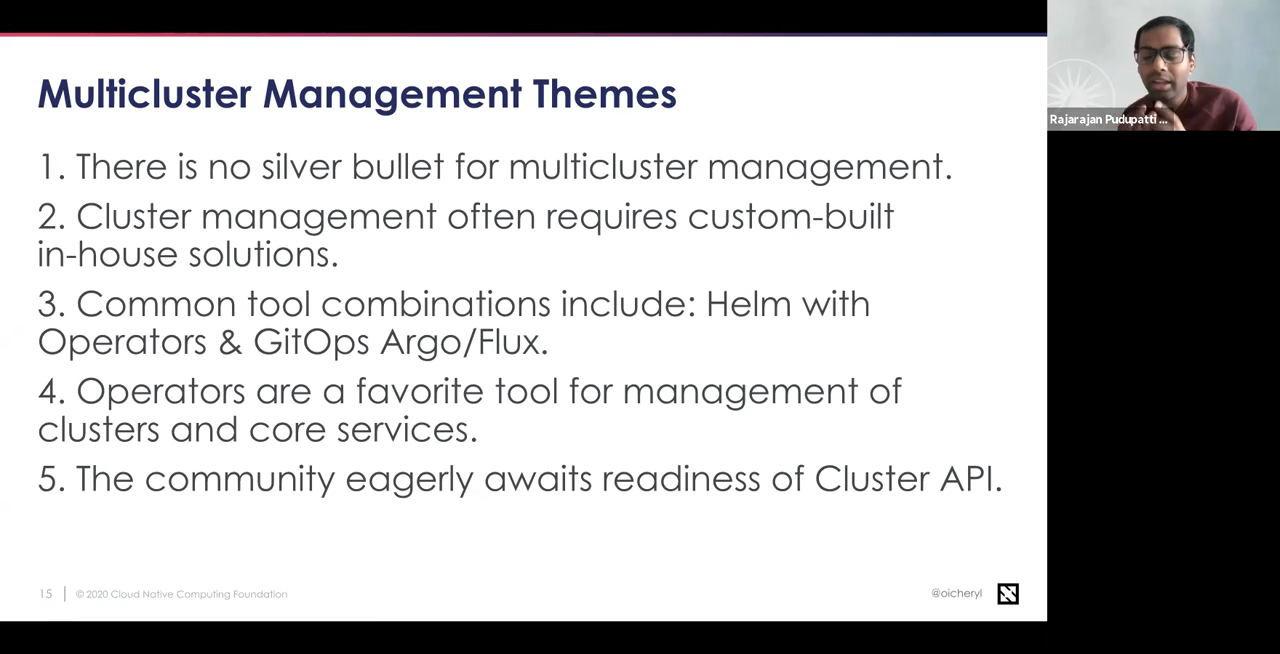 Multicluster Management Themes
1. There is no silver bullet for multicluster management.
2. Cluster management often requires custom-built
in-house solutions.
3. Common tool combinations include: Helm with
Operators & GitOps Argo/Flux.
4. Operators are a favorite tool for management of
clusters and core services.
5. The community eagerly awaits readiness of Cluster API.
15 | © 2020 Cloud Native Computing Foundation
@oicheryl
Rajarajan Pudupatti ...